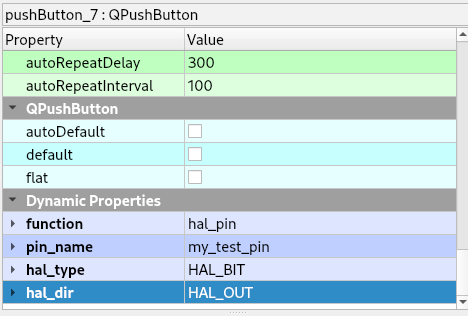 pushButton_7 : QPushButton
Property Value
autoRepeatDelay 300
autoRepeatInterval 100
QPushButton
autoDefault
default
flat
Dynamic Properties
function hal_pin
pin_name my_test_pin
hal_type HAL_BIT
hal_dir HAL_OUT